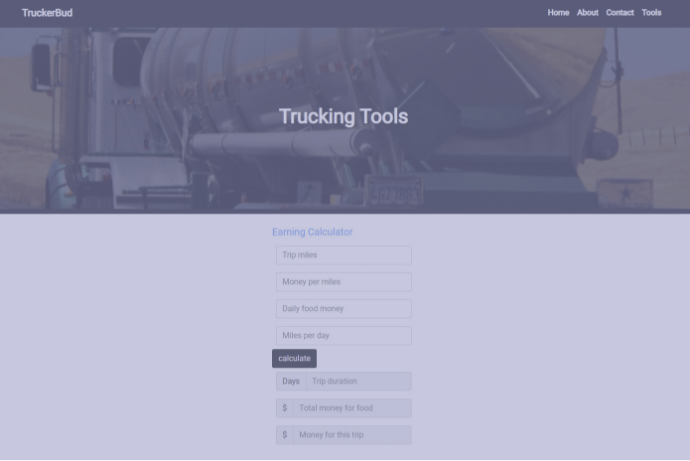 TruckerBud
Home About Contact Tools
Trucking Tools
Earning Calculator
Trip miles
Money per miles
Daily food money
Miles per day
calculate
Days Trip duration
$ Total money for food
$ Money for this trip